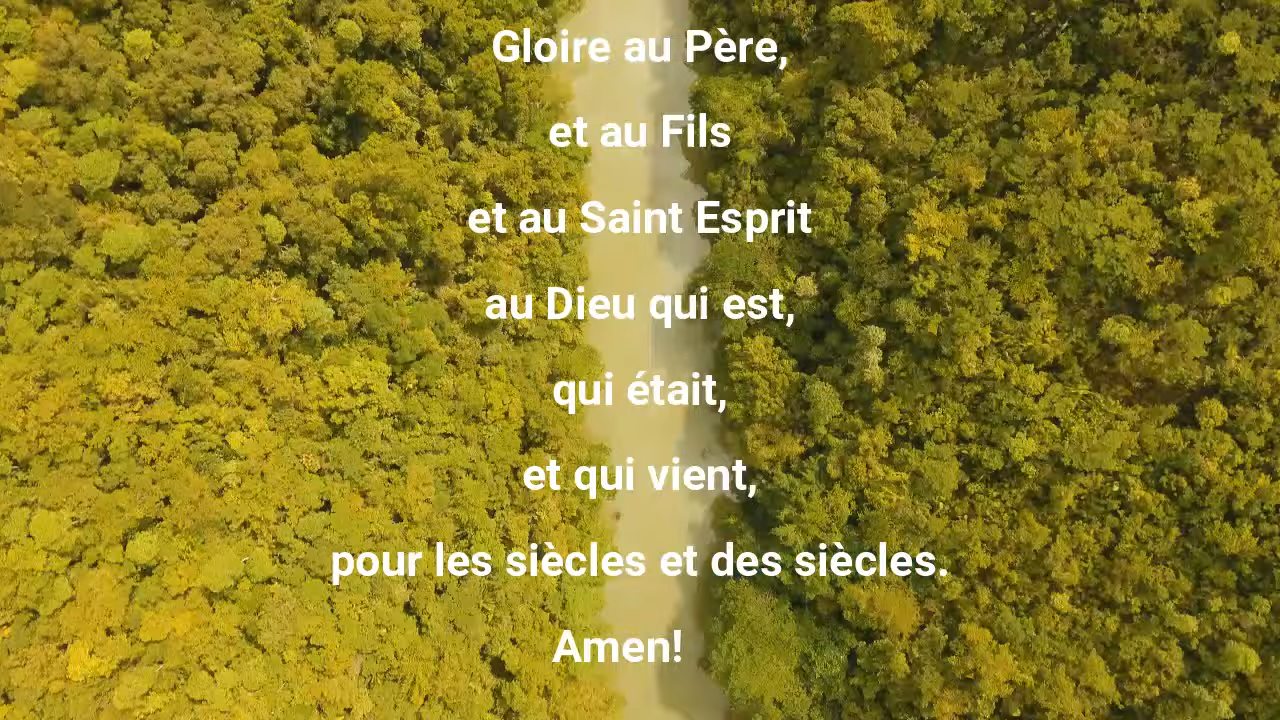 Gloire au Père,
et au Fils
et au Saint Esprit
au Dieu qui est,
qui était,
et qui vient,
pour les siècles et des siècles.
Amen!